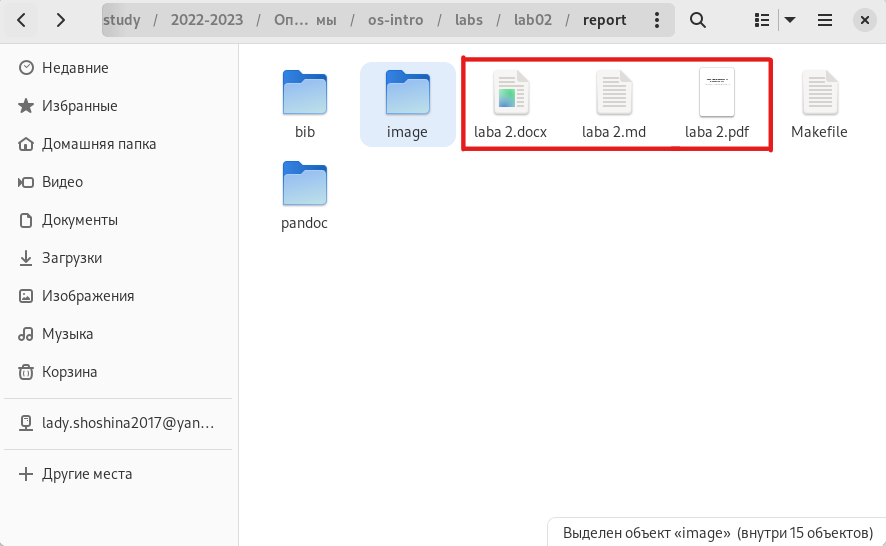 study / 2022-2023 / Оп… мы / os-intro / labs / lab02 / report
Недавние
Избранные
Домашняя папка
Видео
Документы
Загрузки
Изображения
Музыка
Корзина
lady.shoshina2017@yan…
Другие места
bib
image
laba 2.docx
laba 2.md
laba 2.pdf
Makefile
pandoc
Выделен объект «image» (внутри 15 объектов)